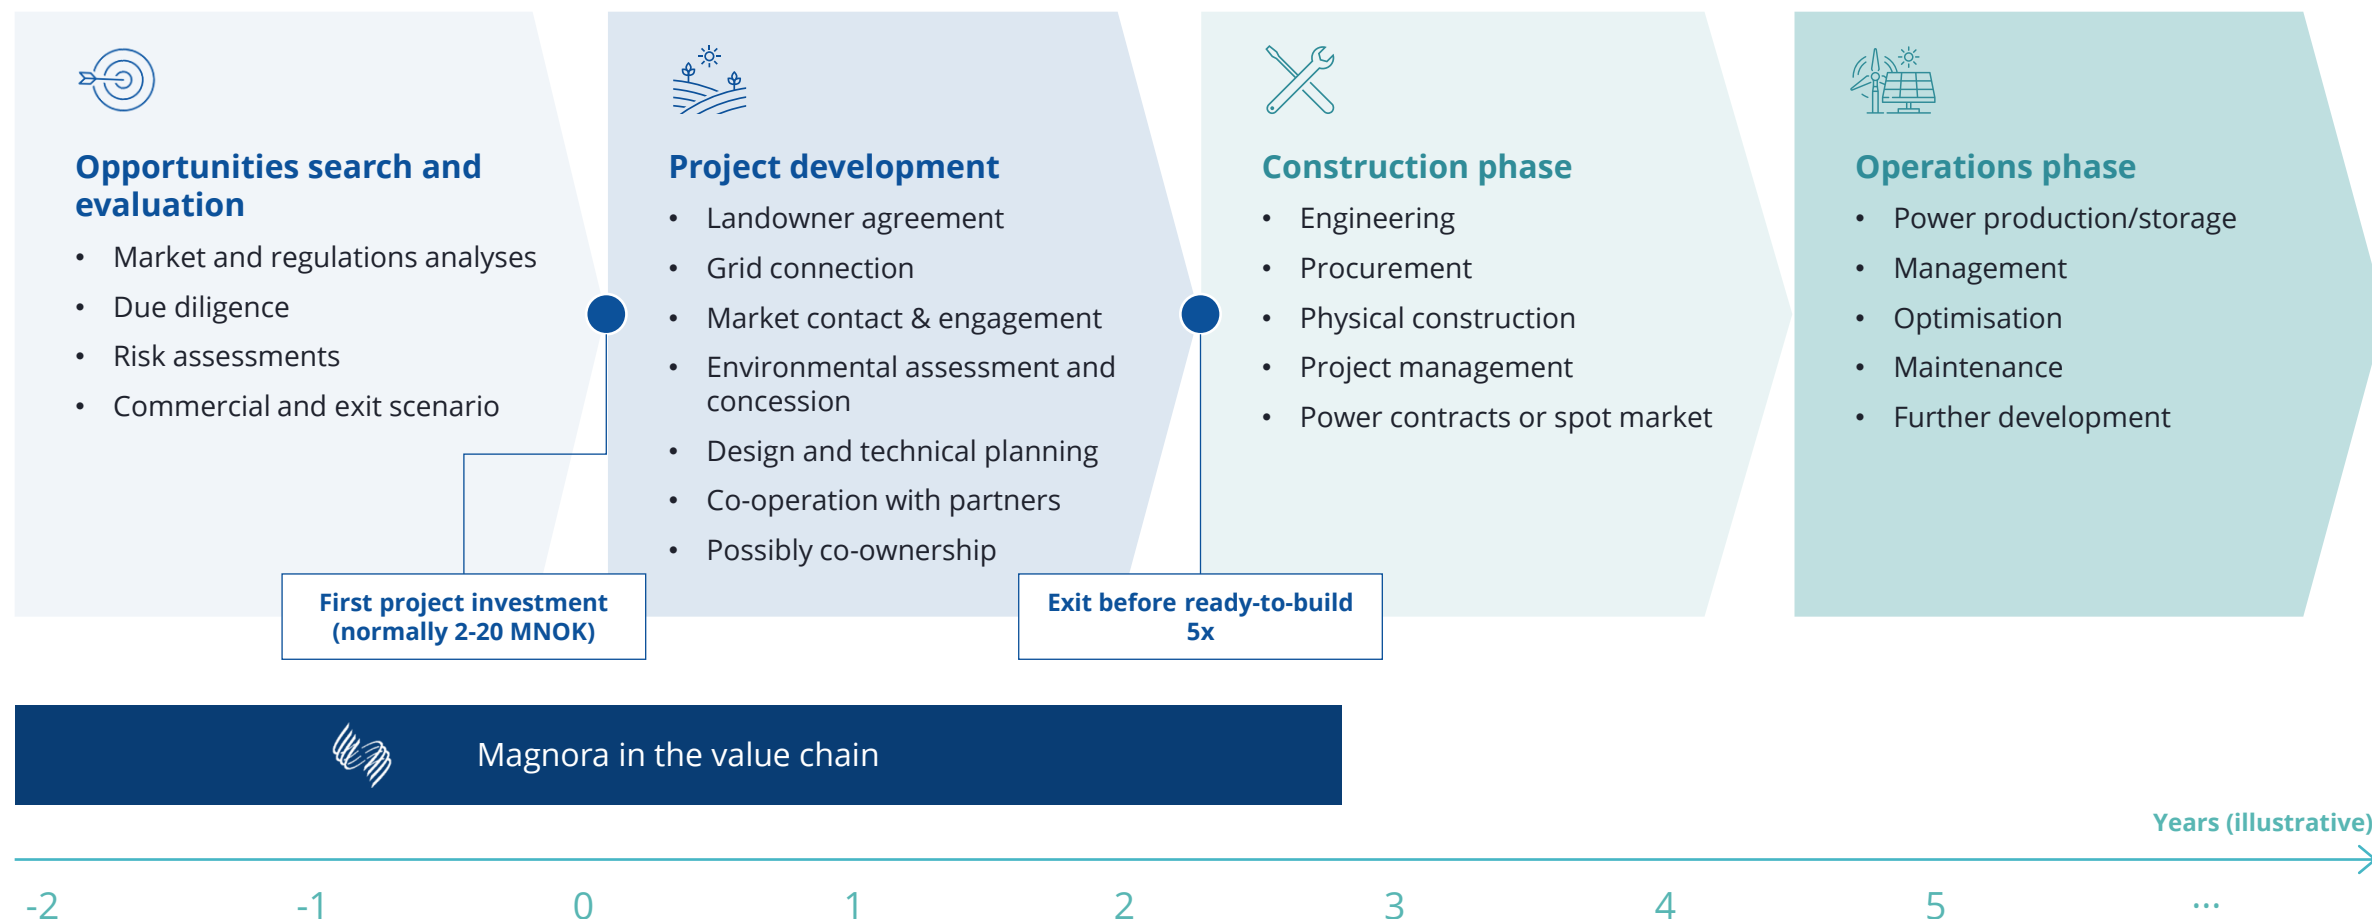 Opportunities search and
evaluation
• Market and regulations analyses
• Due diligence
• Risk assessments
• Commercial and exit scenario
Project development
• Landowner agreement
• Grid connection
• Market contact & engagement
• Environmental assessment and
concession
• Design and technical planning
• Co-operation with partners
• Possibly co-ownership
Construction phase
• Engineering
• Procurement
• Physical construction
• Project management
• Power contracts or spot market
Operations phase
• Power production/storage
• Management
• Optimisation
• Maintenance
• Further development
First project investment
(normally 2-20 MNOK)
Exit before ready-to-build
5x
Magnora in the value chain
Years (illustrative)
-2 -1 0 1 2 3 4 5 ...